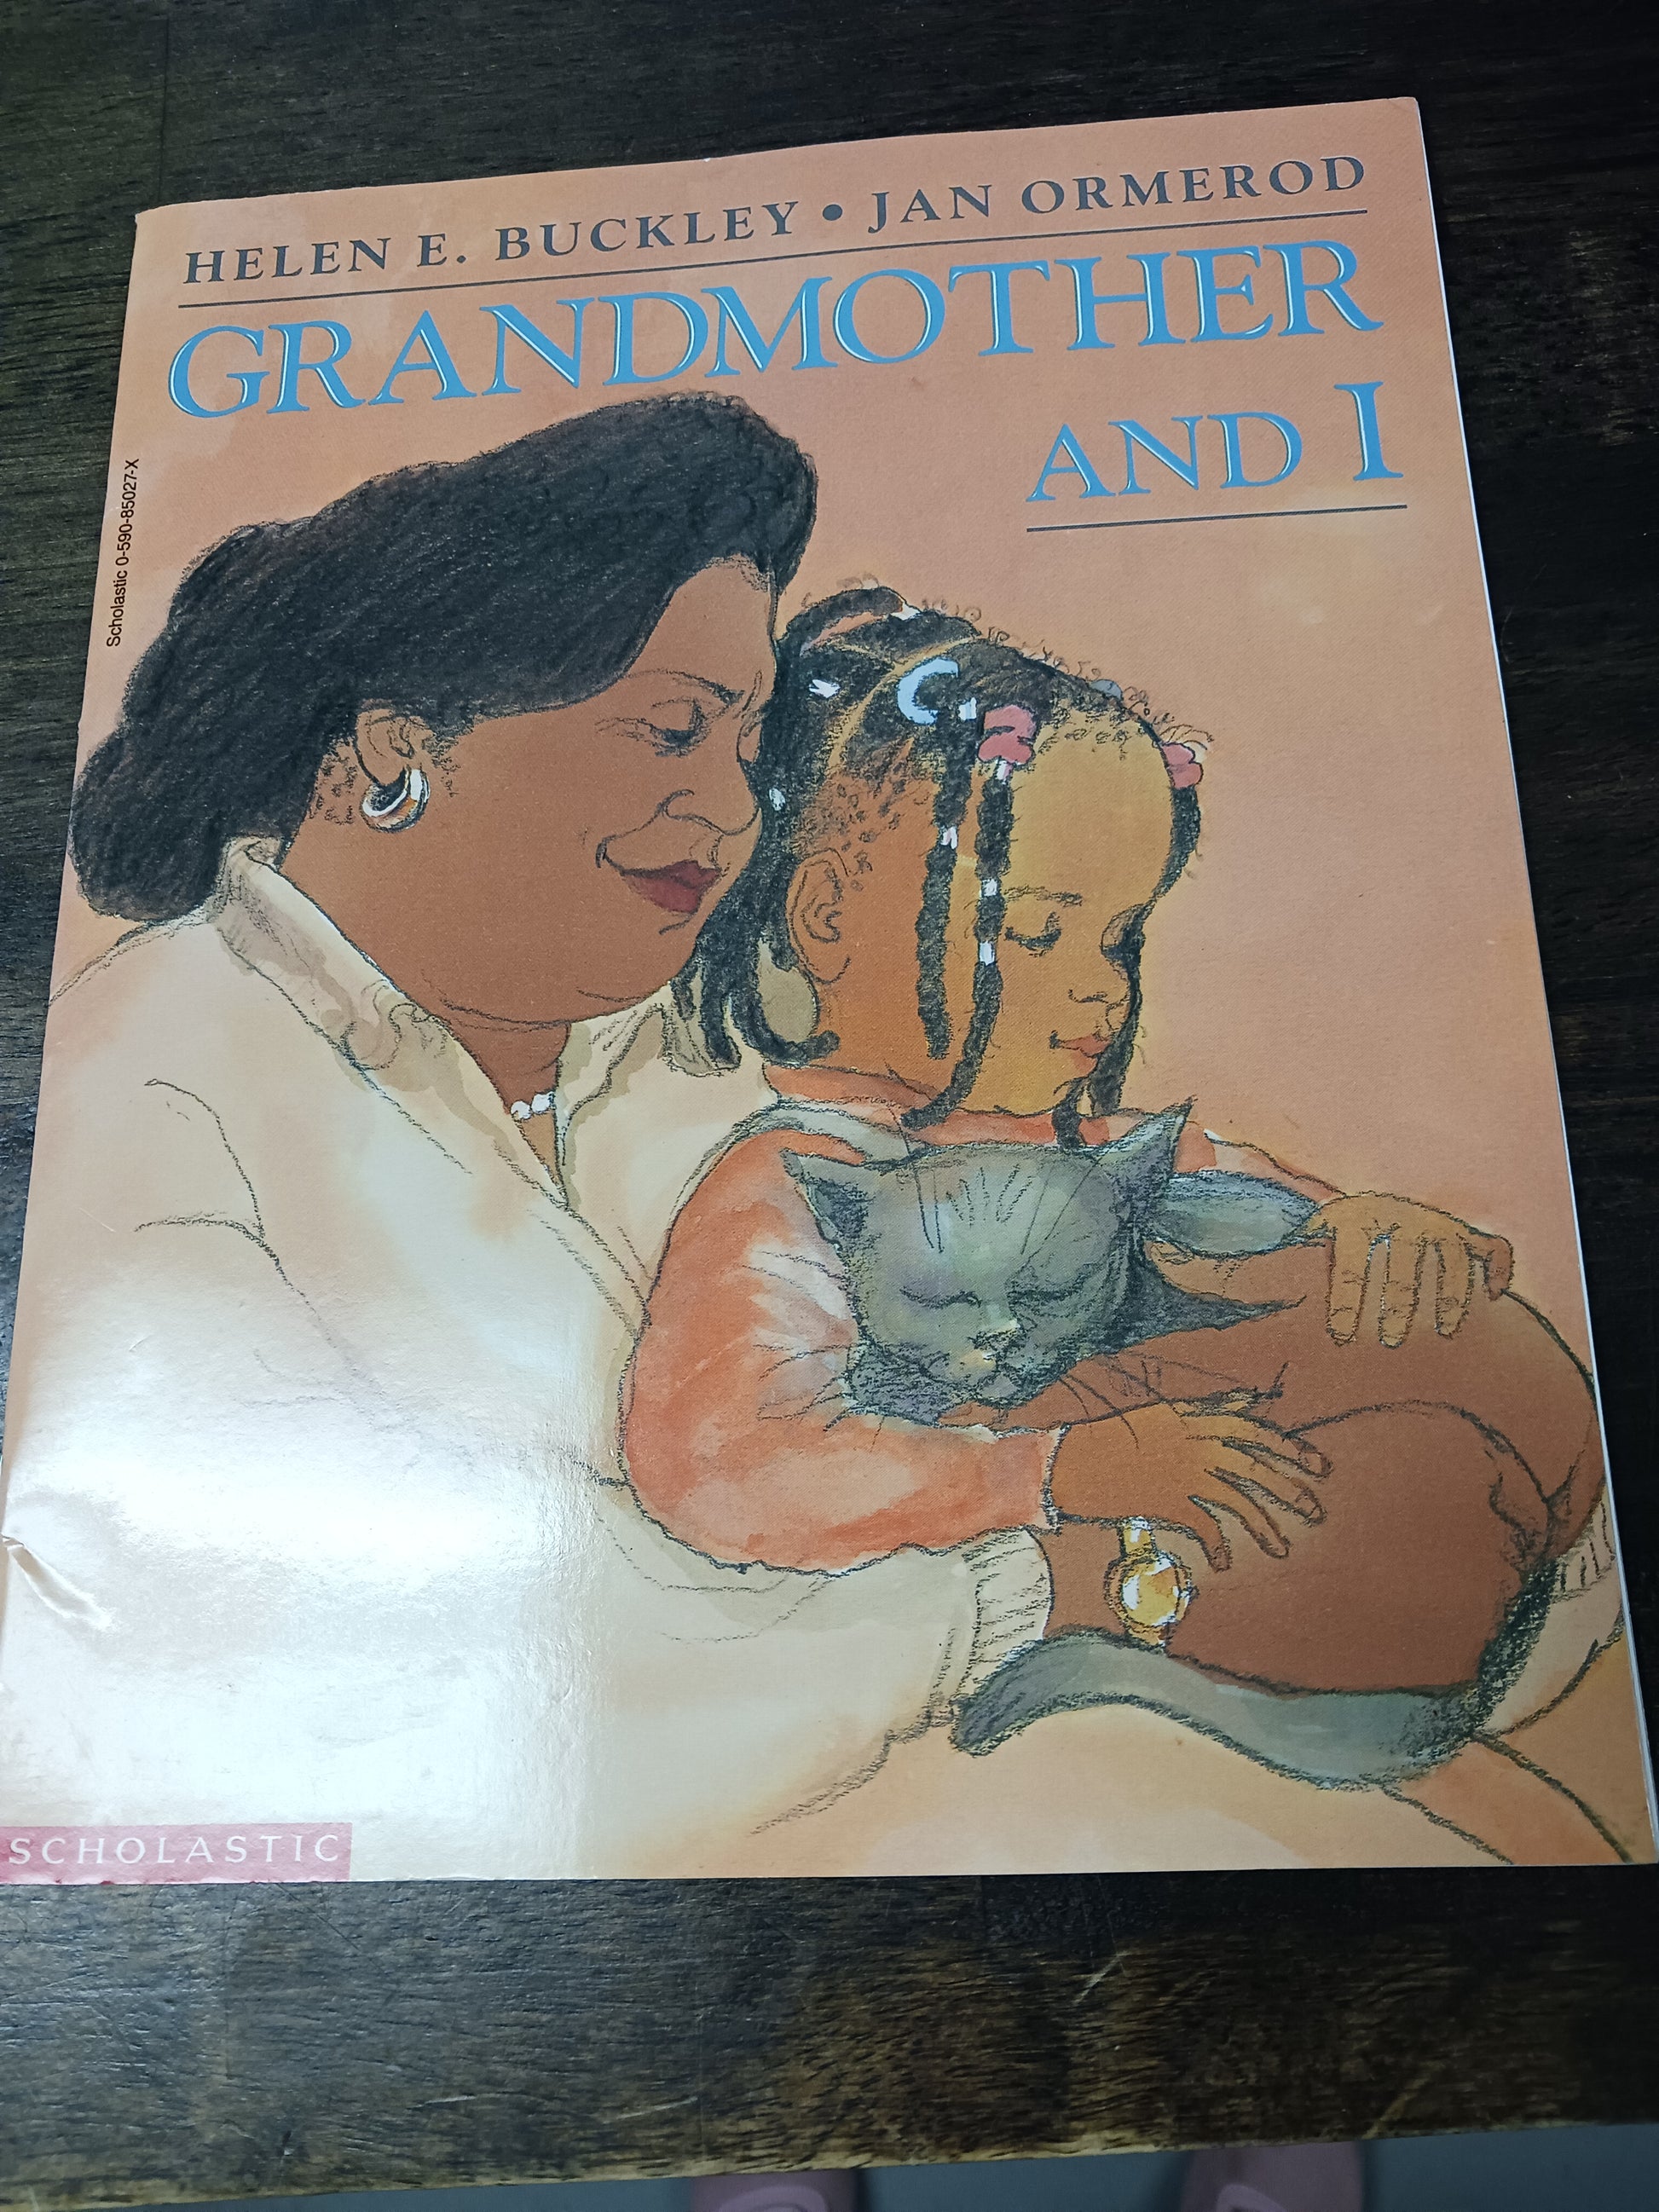 HELEN E. BUCKLEY • JAN ORMEROD
GRANDMOTHER
AND I
Scholastic 0-590-85027-X
SCHOLASTIC